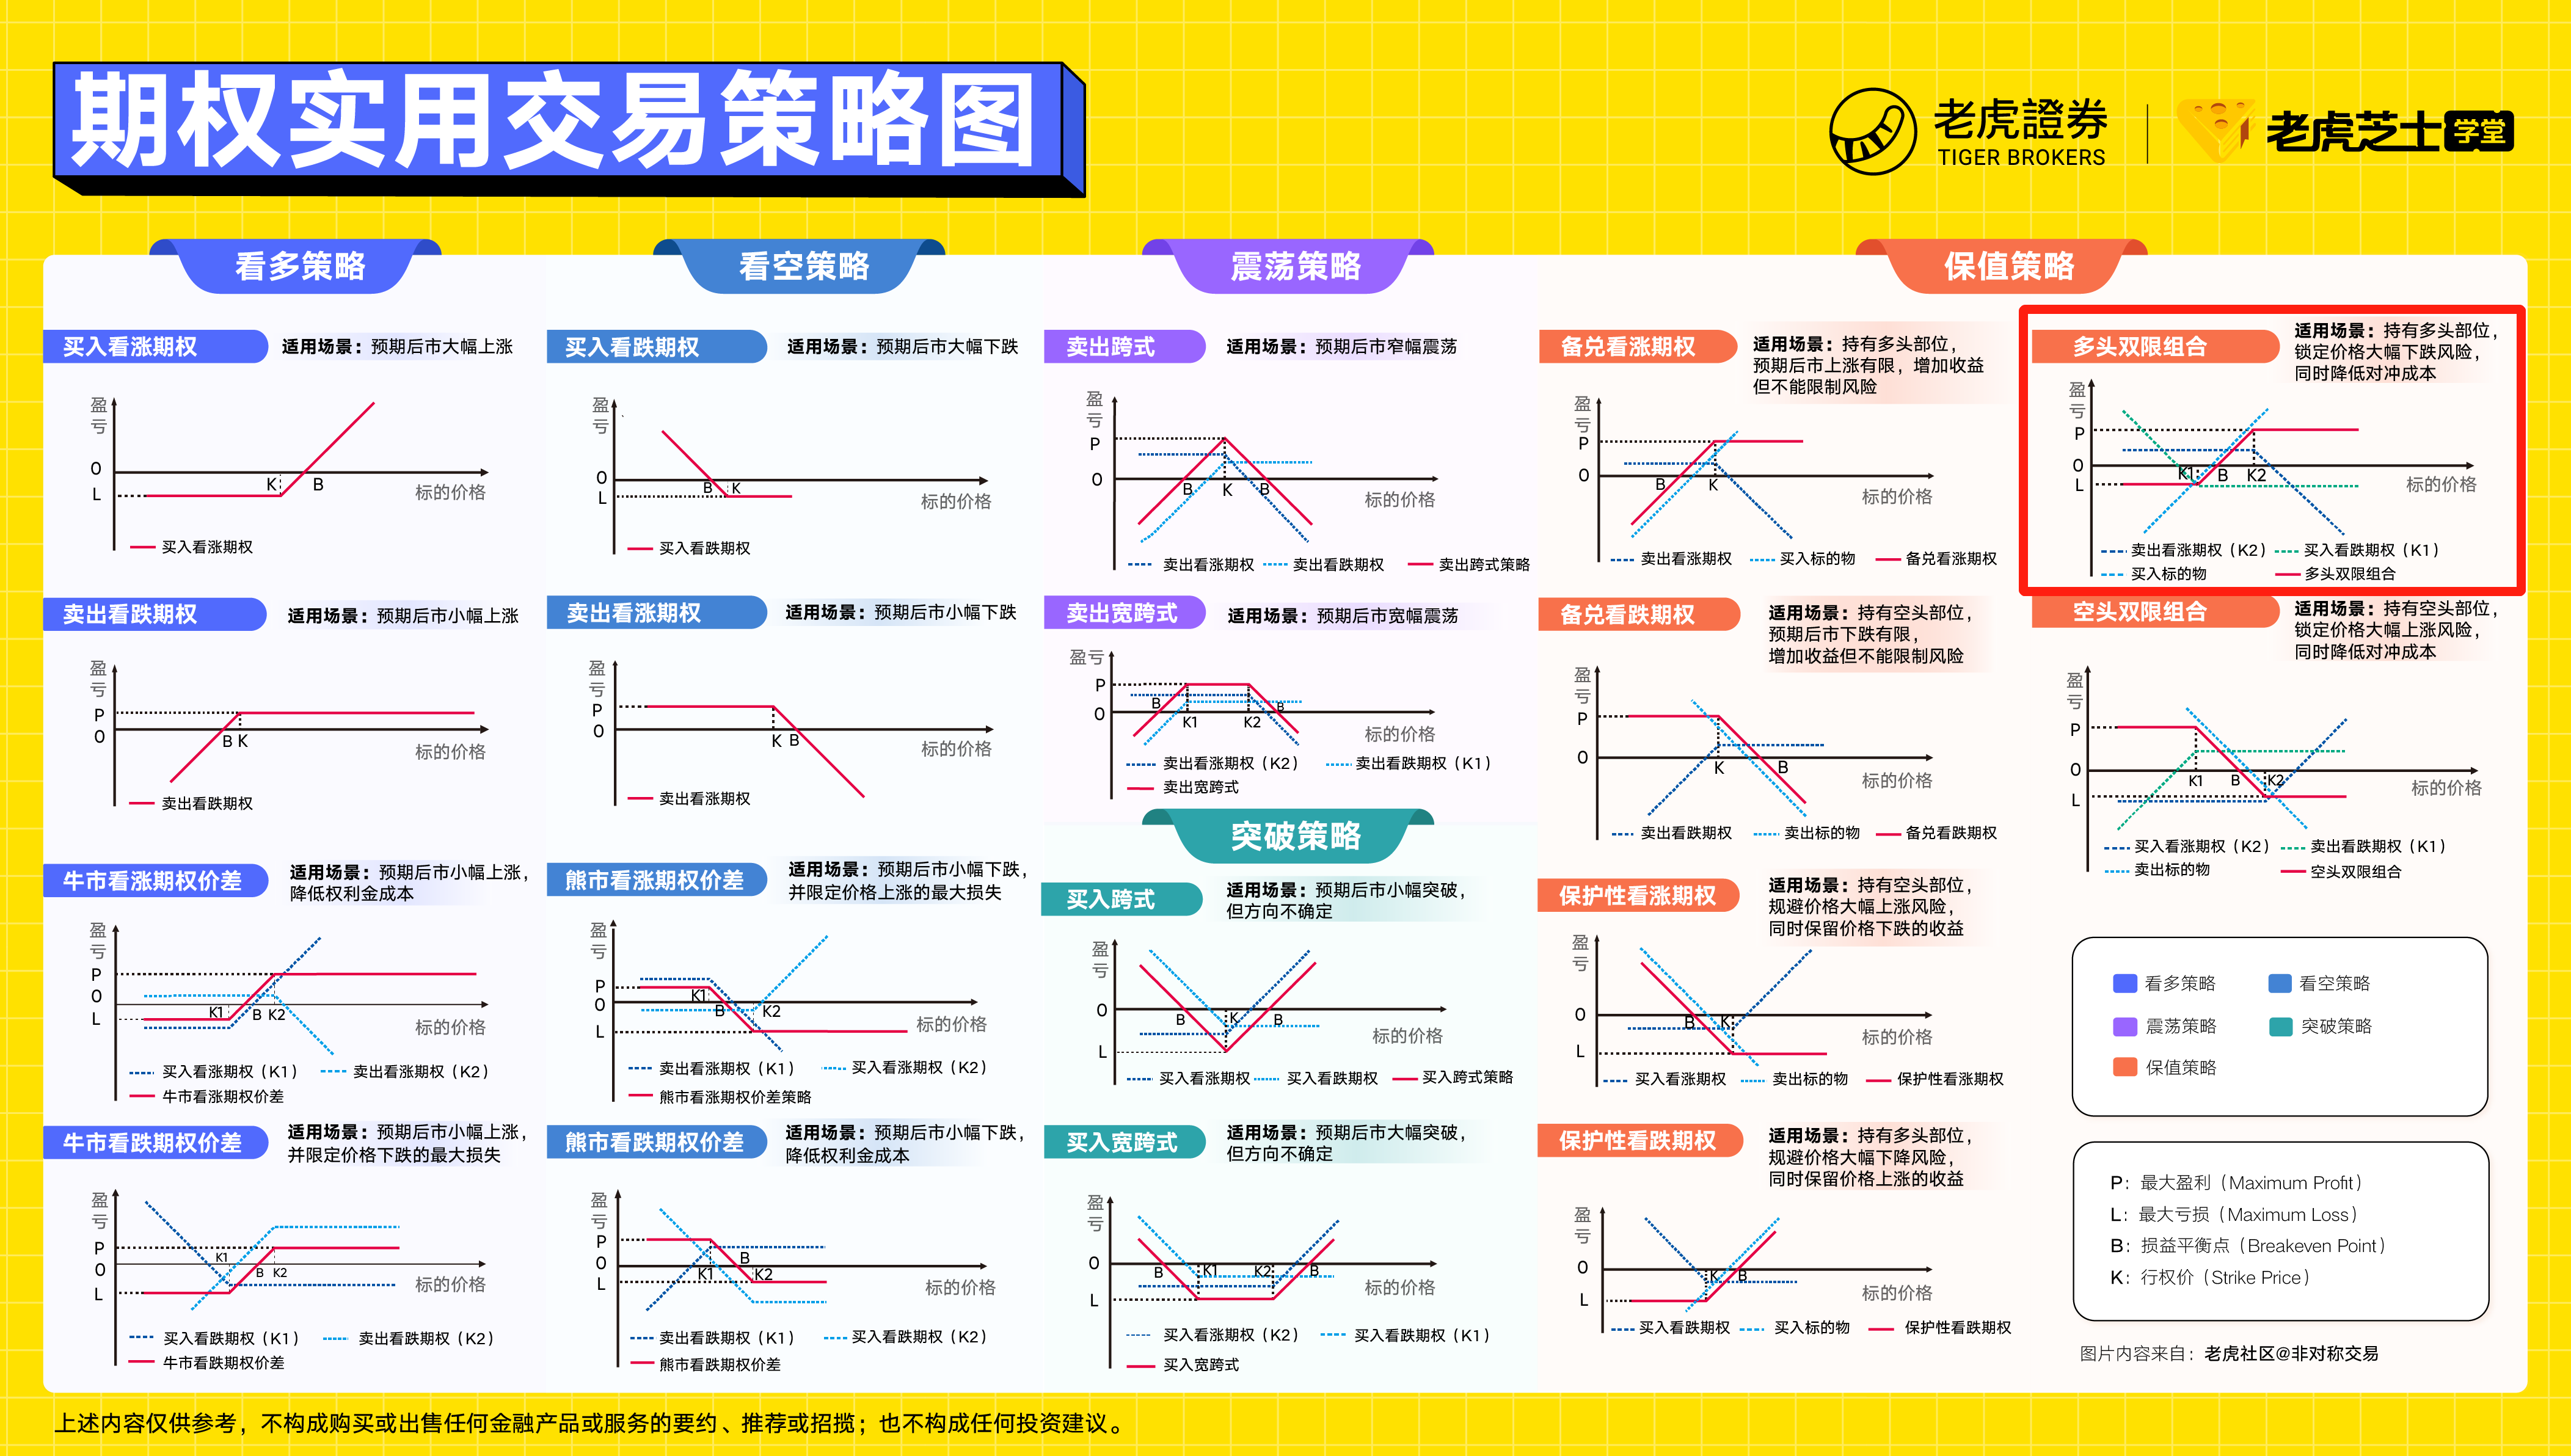 期权实用交易策略图
老虎證券
TIGER BROKERS
老虎芝士学堂
看多策略
买入看涨期权
适用场景：预期后市大幅上涨
盈
亏
O
L
K
B
标的价格
买入看涨期权
卖出看跌期权
适用场景：预期后市小幅上涨
盈
亏
P
O
B K
标的价格
卖出看跌期权
牛市看涨期权价差
适用场景：预期后市小幅上涨，
降低权利金成本
盈
亏
P
O
L
K1
B K2
标的价格
买入看涨期权（K1）
卖出看涨期权（K2）
牛市看涨期权价差
牛市看跌期权价差
适用场景：预期后市小幅上涨，
并限定价格下跌的最大损失
盈
亏
P
O
L
K1
B K2
标的价格
买入看跌期权（K1）
卖出看跌期权（K2）
牛市看跌期权价差
看空策略
买入看跌期权
适用场景：预期后市大幅下跌
盈
亏
O
L
B K
标的价格
买入看跌期权
卖出看涨期权
适用场景：预期后市小幅下跌
盈
亏
P
O
K B
标的价格
卖出看涨期权
熊市看涨期权价差
适用场景：预期后市小幅下跌，
并限定价格上涨的最大损失
盈
亏
P
O
L
K1
B
K2
标的价格
卖出看涨期权（K1）
买入看涨期权（K2）
熊市看涨期权价差策略
熊市看跌期权价差
适用场景：预期后市小幅下跌，
降低权利金成本
盈
亏
P
O
L
K1
B
K2
标的价格
卖出看跌期权（K1）
买入看跌期权（K2）
熊市看跌期权价差
震荡策略
卖出跨式
适用场景：预期后市窄幅震荡
盈
亏
P
O
B
K
B
标的价格
卖出看涨期权
卖出看跌期权
卖出跨式策略
卖出宽跨式
适用场景：预期后市宽幅震荡
盈亏
P
O
B
K1
K2
B
标的价格
卖出看涨期权（K2）
卖出看跌期权（K1）
卖出宽跨式
突破策略
买入跨式
适用场景：预期后市小幅突破，
但方向不确定
盈
亏
O
L
B
K
B
标的价格
买入看涨期权
买入看跌期权
买入跨式策略
买入宽跨式
适用场景：预期后市大幅突破，
但方向不确定
盈
亏
O
L
B
K1
K2
B
标的价格
买入看涨期权（K2）
买入看跌期权（K1）
买入宽跨式
保值策略
备兑看涨期权
适用场景：持有多头部位，
预期后市上涨有限，增加收益
但不能限制风险
盈
亏
P
O
B
K
标的价格
卖出看涨期权
买入标的物
备兑看涨期权
备兑看跌期权
适用场景：持有空头部位，
预期后市下跌有限，
增加收益但不能限制风险
盈
亏
P
O
K
B
标的价格
卖出看跌期权
卖出标的物
备兑看跌期权
保护性看涨期权
适用场景：持有空头部位，
规避价格大幅上涨风险，
同时保留价格下跌的收益
盈
亏
O
L
B
K
标的价格
买入看涨期权
卖出标的物
保护性看涨期权
保护性看跌期权
适用场景：持有多头部位，
规避价格大幅下降风险，
同时保留价格上涨的收益
盈
亏
O
L
K
B
标的价格
买入看跌期权
买入标的物
保护性看跌期权
多头双限组合
适用场景：持有多头部位，
锁定价格大幅下跌风险，
同时降低对冲成本
盈
亏
P
O
L
K1
B
K2
标的价格
卖出看涨期权（K2）
买入看跌期权（K1）
买入标的物
多头双限组合
空头双限组合
适用场景：持有空头部位，
锁定价格大幅上涨风险，
同时降低对冲成本
盈
亏
P
O
L
K1
B
K2
标的价格
买入看涨期权（K2）
卖出看跌期权（K1）
卖出标的物
空头双限组合
看多策略
看空策略
震荡策略
突破策略
保值策略
P：最大盈利（Maximum Profit）
L：最大亏损（Maximum Loss）
B：损益平衡点（Breakeven Point）
K：行权价（Strike Price）
图片内容来自：老虎社区@非对称交易
上述内容仅供参考，不构成购买或出售任何金融产品或服务的要约、推荐或招揽；也不构成任何投资建议。